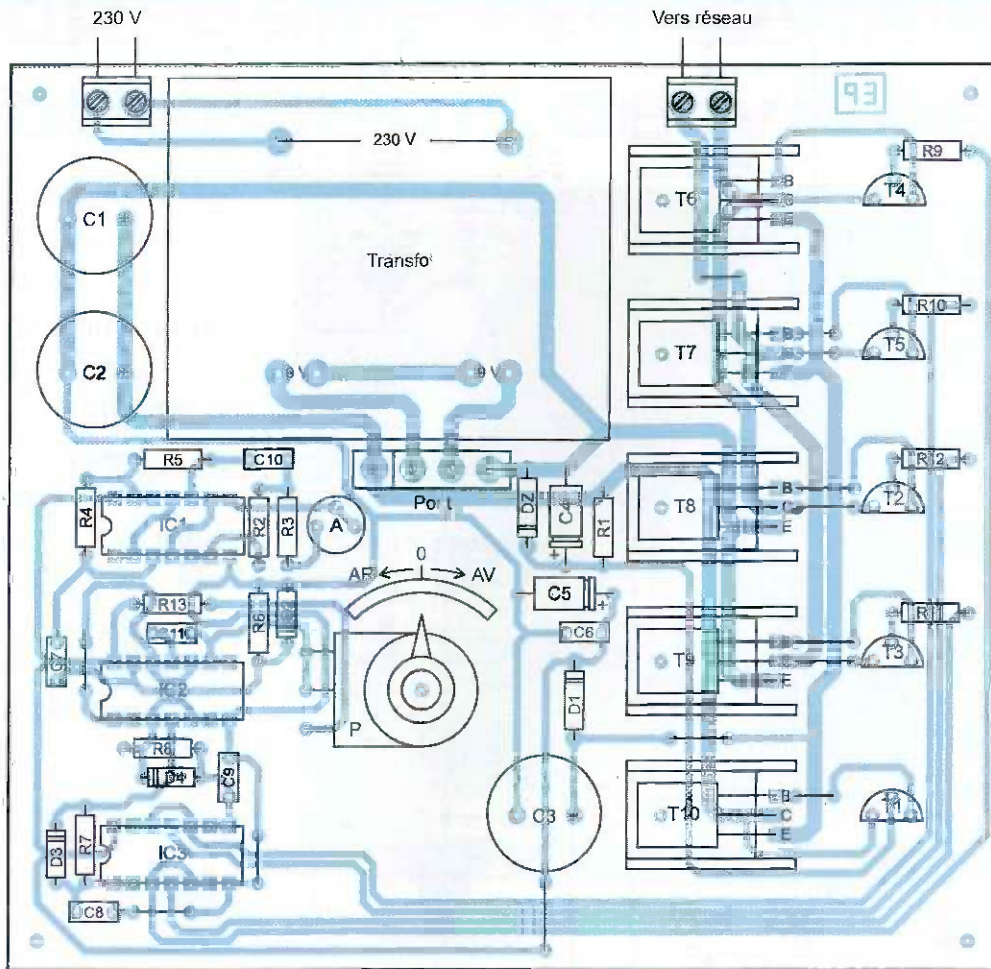 230 V
Vers réseau
93
230 V
R9
B
T6
T4
C1
Transfo
R10
B
T7
T5
C2
R5
C10
Pont
R12
R4
IC1
R2
R3
A
DZ
C4
R1
T8
B
C
E
T2
+
0
AR
AV
R13
C5
+
R6
C11
C6
R11
C7
IC2
T9
E
T3
D1
P
R8
D4
C9
C3
T10
B
C
E
T1
D3
R7
IC3
C8